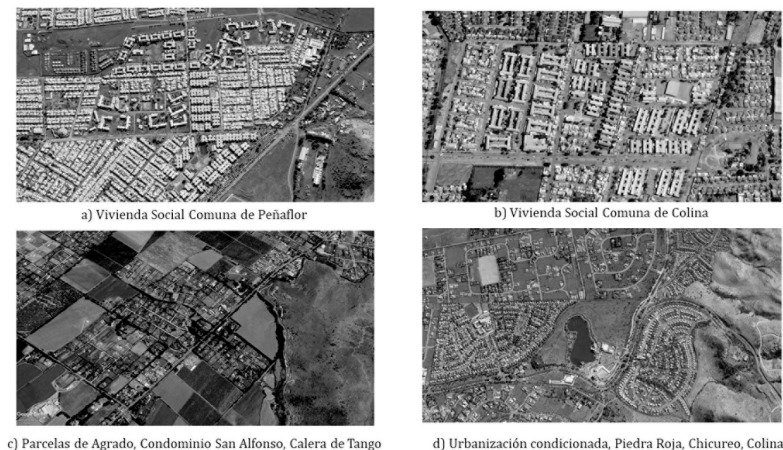 a) Vivienda Social Comuna de Peñaflor
b) Vivienda Social Comuna de Colina
c) Parcelas de Agrado, Condominio San Alfonso, Calera de Tango
d) Urbanización condicionada, Piedra Roja, Chicureo, Colina